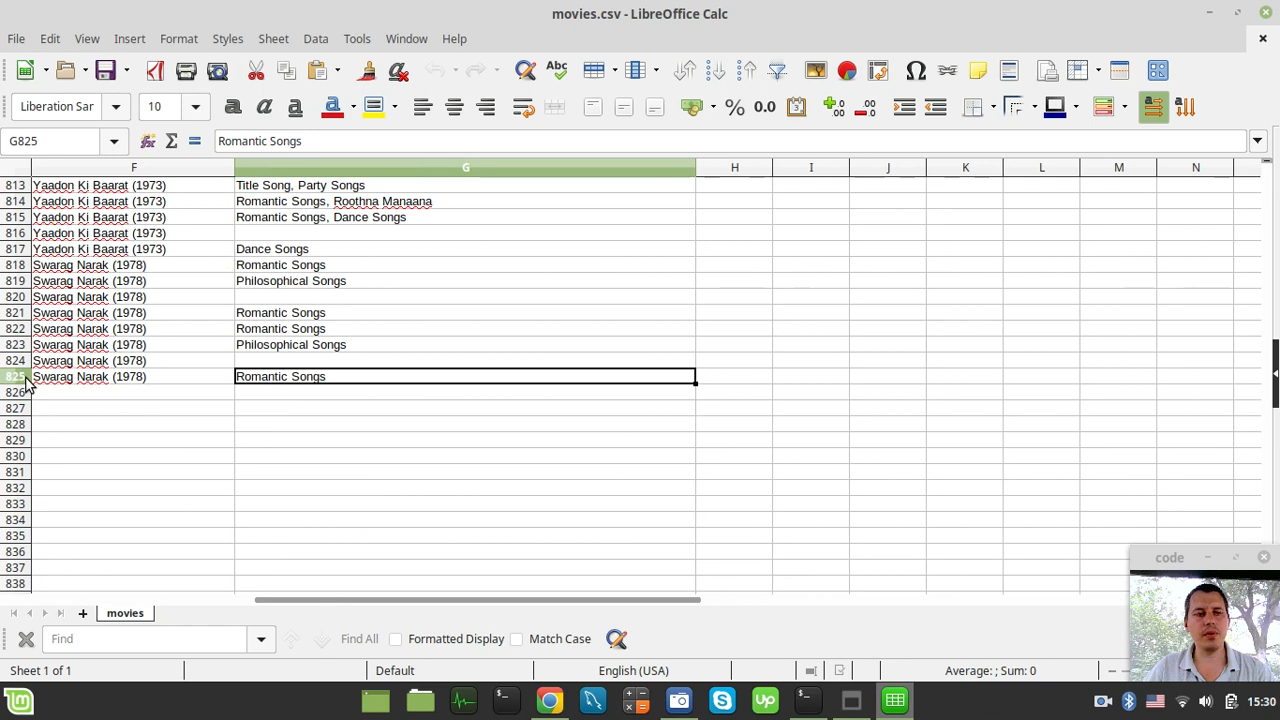 movies.csv - LibreOffice Calc
File Edit View Insert Format Styles Sheet Data Tools Window Help
Liberation Sar 10
G825 Romantic Songs
F G H I J K L M N
813 Yaadon Ki Baarat (1973) Title Song, Party Songs
814 Yaadon Ki Baarat (1973) Romantic Songs, Roothna Manaana
815 Yaadon Ki Baarat (1973) Romantic Songs, Dance Songs
816 Yaadon Ki Baarat (1973)
817 Yaadon Ki Baarat (1973) Dance Songs
818 Swarag Narak (1978) Romantic Songs
819 Swarag Narak (1978) Philosophical Songs
820 Swarag Narak (1978)
821 Swarag Narak (1978) Romantic Songs
822 Swarag Narak (1978) Romantic Songs
823 Swarag Narak (1978) Philosophical Songs
824 Swarag Narak (1978)
825 Swarag Narak (1978) Romantic Songs
826
827
828
829
830
831
832
833
834
835
836
837
838
code
movies
Find Find All Formatted Display Match Case
Sheet 1 of 1 Default English (USA) Average: ; Sum: 0
15:30